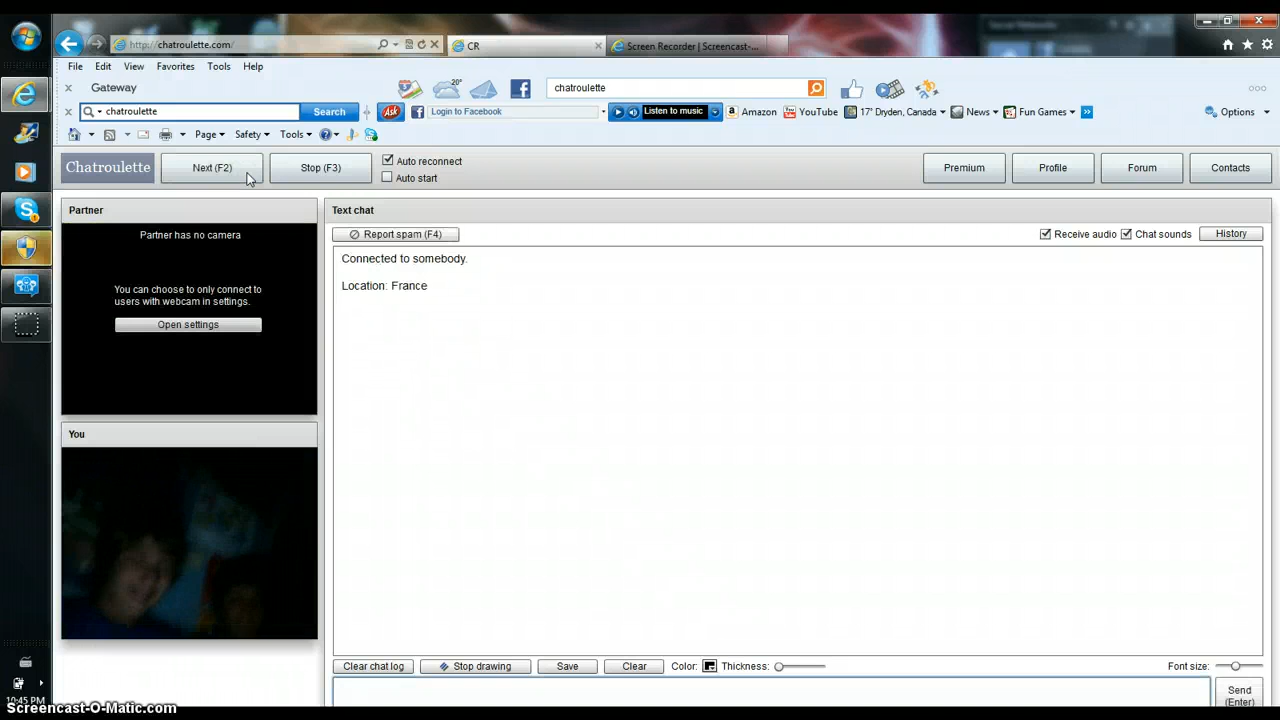 http://chatroulette.com/
CR
Screen Recorder | Screencast-...
File Edit View Favorites Tools Help
Gateway
20°
chatroulette
chatroulette
Search
Ask
Login to Facebook
Listen to music
Amazon
YouTube
17° Dryden, Canada
News
Fun Games
Options
Page Safety Tools
Chatroulette
Next (F2)
Stop (F3)
Auto reconnect
Auto start
Premium
Profile
Forum
Contacts
Partner
Partner has no camera
You can choose to only connect to
users with webcam in settings.
Open settings
You
Text chat
Report spam (F4)
Receive audio
Chat sounds
History
Connected to somebody.
Location: France
Clear chat log
Stop drawing
Save
Clear
Color:
Thickness:
Font size:
Send
(Enter)
10:45 PM
Screencast-O-Matic.com